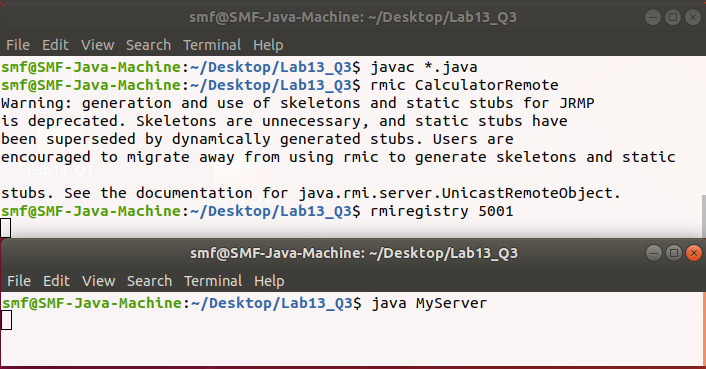 smf@SMF-Java-Machine: ~/Desktop/Lab13_Q3
File Edit View Search Terminal Help
smf@SMF-Java-Machine:~/Desktop/Lab13_Q3$ javac *.java
smf@SMF-Java-Machine:~/Desktop/Lab13_Q3$ rmic CalculatorRemote
Warning: generation and use of skeletons and static stubs for JRMP
is deprecated. Skeletons are unnecessary, and static stubs have
been superseded by dynamically generated stubs. Users are
encouraged to migrate away from using rmic to generate skeletons and static
stubs. See the documentation for java.rmi.server.UnicastRemoteObject.
smf@SMF-Java-Machine:~/Desktop/Lab13_Q3$ rmiregistry 5001
smf@SMF-Java-Machine: ~/Desktop/Lab13_Q3
File Edit View Search Terminal Help
smf@SMF-Java-Machine:~/Desktop/Lab13_Q3$ java MyServer